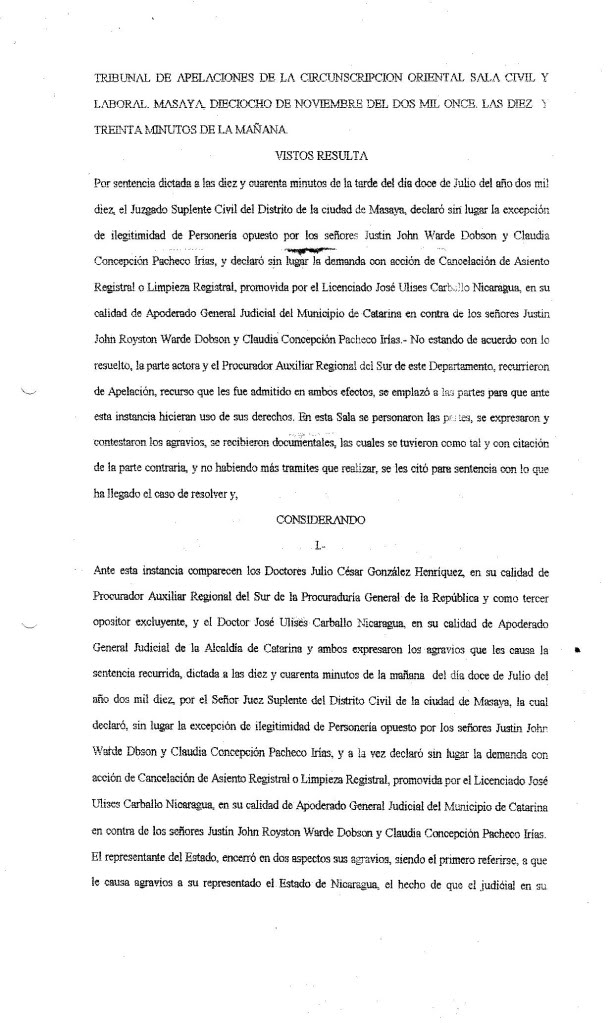 TRIBUNAL DE APELACIONES DE LA CIRCUNSCRIPCION ORIENTAL SALA CIVIL Y
LABORAL. MASAYA, DIECIOCHO DE NOVIEMBRE DEL DOS MIL ONCE. LAS DIEZ Y
TREINTA MINUTOS DE LA MAÑANA.
VISTOS RESULTA
Por sentencia dictada a las diez y cuarenta minutos de la tarde del día doce de Julio del año dos mil
diez, el Juzgado Suplente Civil del Distrito de la ciudad de Masaya, declaró sin lugar la excepción
de ilegitimidad de Personería opuesto por los señores Justin John Warde Dobson y Claudia
Concepción Pacheco Irías, y declaró sin lugar la demanda con acción de Cancelación de Asiento
Registral o Limpieza Registral, promovida por el Licenciado José Ulises Carballo Nicaragua, en su
calidad de Apoderado General Judicial del Municipio de Catarina en contra de los señores Justin
John Royston Warde Dobson y Claudia Concepción Pacheco Irías.- No estando de acuerdo con lo
resuelto, la parte actora y el Procurador Auxiliar Regional del Sur de este Departamento, recurrieron
de Apelación, recurso que les fue admitido en ambos efectos, se emplazó a las partes para que ante
esta instancia hicieran uso de sus derechos. En esta Sala se personaron las partes, se expresaron y
contestaron los agravios, se recibieron documentales, las cuales se tuvieron como tal y con citación
de la parte contraria, y no habiendo más tramites que realizar, se les citó para sentencia con lo que
ha llegado el caso de resolver y,
CONSIDERANDO
I.-
Ante esta instancia comparecen los Doctores Julio César González Henríquez, en su calidad de
Procurador Auxiliar Regional del Sur de la Procuraduría General de la República y como tercer
opositor excluyente, y el Doctor José Ulises Carballo Nicaragua, en su calidad de Apoderado
General Judicial de la Alcaldía de Catarina y ambos expresaron los agravios que les causa la
sentencia recurrida, dictada a las diez y cuarenta minutos de la mañana del día doce de Julio del
año dos mil diez, por el Señor Juez Suplente del Distrito Civil de la ciudad de Masaya, la cual
declaró, sin lugar la excepción de ilegitimidad de Personería opuesto por los señores Justin John
Warde Dbson y Claudia Concepción Pacheco Irías, y a la vez declaró sin lugar la demanda con
acción de Cancelación de Asiento Registral o Limpieza Registral, promovida por el Licenciado José
Ulises Carballo Nicaragua, en su calidad de Apoderado General Judicial del Municipio de Catarina
en contra de los señores Justin John Royston Warde Dobson y Claudia Concepción Pacheco Irías.
El representante del Estado, encerró en dos aspectos sus agravios, siendo el primero referirse, a que
le causa agravios a su representado el Estado de Nicaragua, el hecho de que el judicial en su